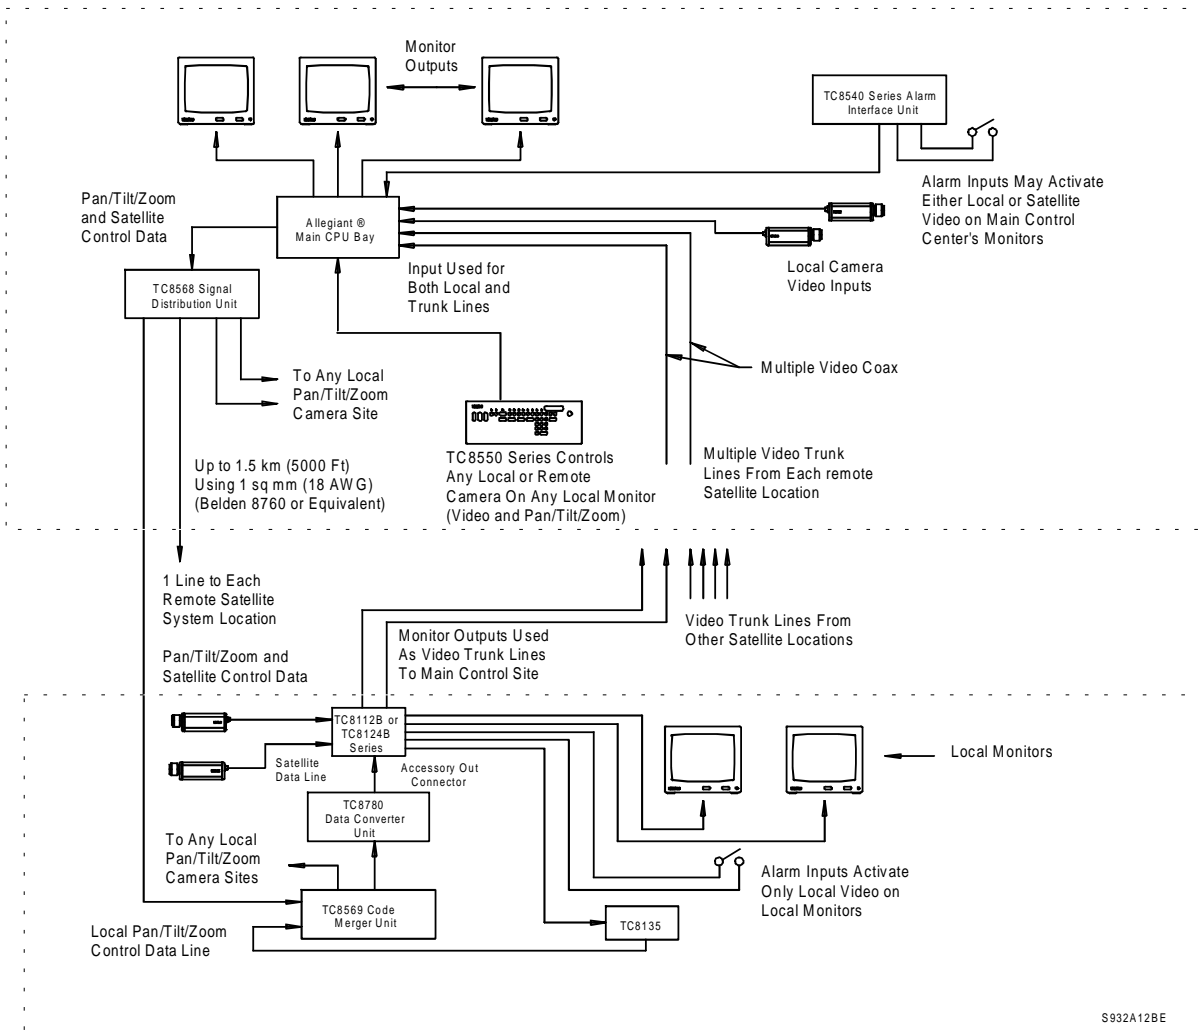 Monitor
Outputs
TC8540 Series Alarm
Interface Unit
Pan/Tilt/Zoom
and Satellite
Control Data
Allegiant ®
Main CPU Bay
Alarm Inputs May Activate
Either Local or Satellite
Video on Main Control
Center's Monitors
Input Used for
Both Local and
Trunk Lines
Local Camera
Video Inputs
TC8568 Signal
Distribution Unit
To Any Local
Pan/Tilt/Zoom
Camera Site
Multiple Video Coax
Up to 1.5 km (5000 Ft)
Using 1 sq mm (18 AWG)
(Belden 8760 or Equivalent)
TC8550 Series Controls
Any Local or Remote
Camera On Any Local Monitor
(Video and Pan/Tilt/Zoom)
Multiple Video Trunk
Lines From Each remote
Satellite Location
1 Line to Each
Remote Satellite
System Location
Video Trunk Lines From
Other Satellite Locations
Monitor Outputs Used
As Video Trunk Lines
To Main Control Site
Pan/Tilt/Zoom and
Satellite Control Data
TC8112B or
TC8124B
Series
Local Monitors
Satellite
Data Line
Accessory Out
Connector
TC8780
Data Converter
Unit
To Any Local
Pan/Tilt/Zoom
Camera Sites
Alarm Inputs Activate
Only Local Video on
Local Monitors
TC8569 Code
Merger Unit
TC8135
Local Pan/Tilt/Zoom
Control Data Line
S932A12BE